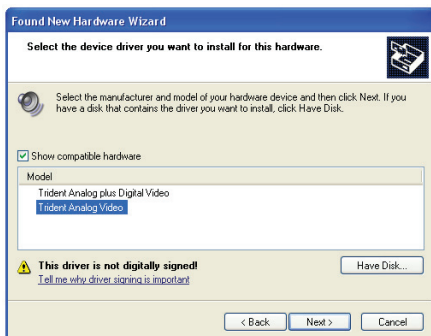 Found New Hardware Wizard
Select the device driver you want to install for this hardware.
Select the manufacturer and model of your hardware device and then click Next. If you
have a disk that contains the driver you want to install, click Have Disk.
Show compatible hardware
Model
Trident Analog plus Digital Video
Trident Analog Video
This driver is not digitally signed!
Tell me why driver signing is important
Have Disk...
< Back
Next >
Cancel